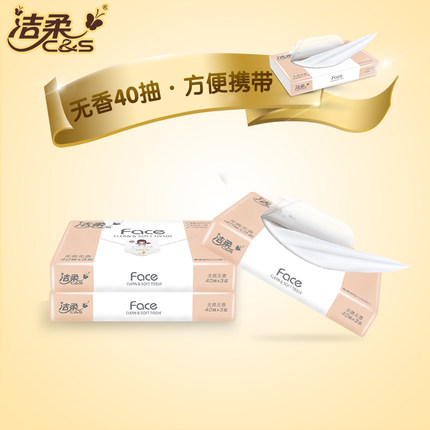 洁柔®
C&S
无香40抽·方便携带
Face
CLEAN & SOFT TISSUE
洁柔
C&S
Face
CLEAN & SOFT TISSUE
Face
CLEAN & SOFT TISSUE
洁柔
C&S